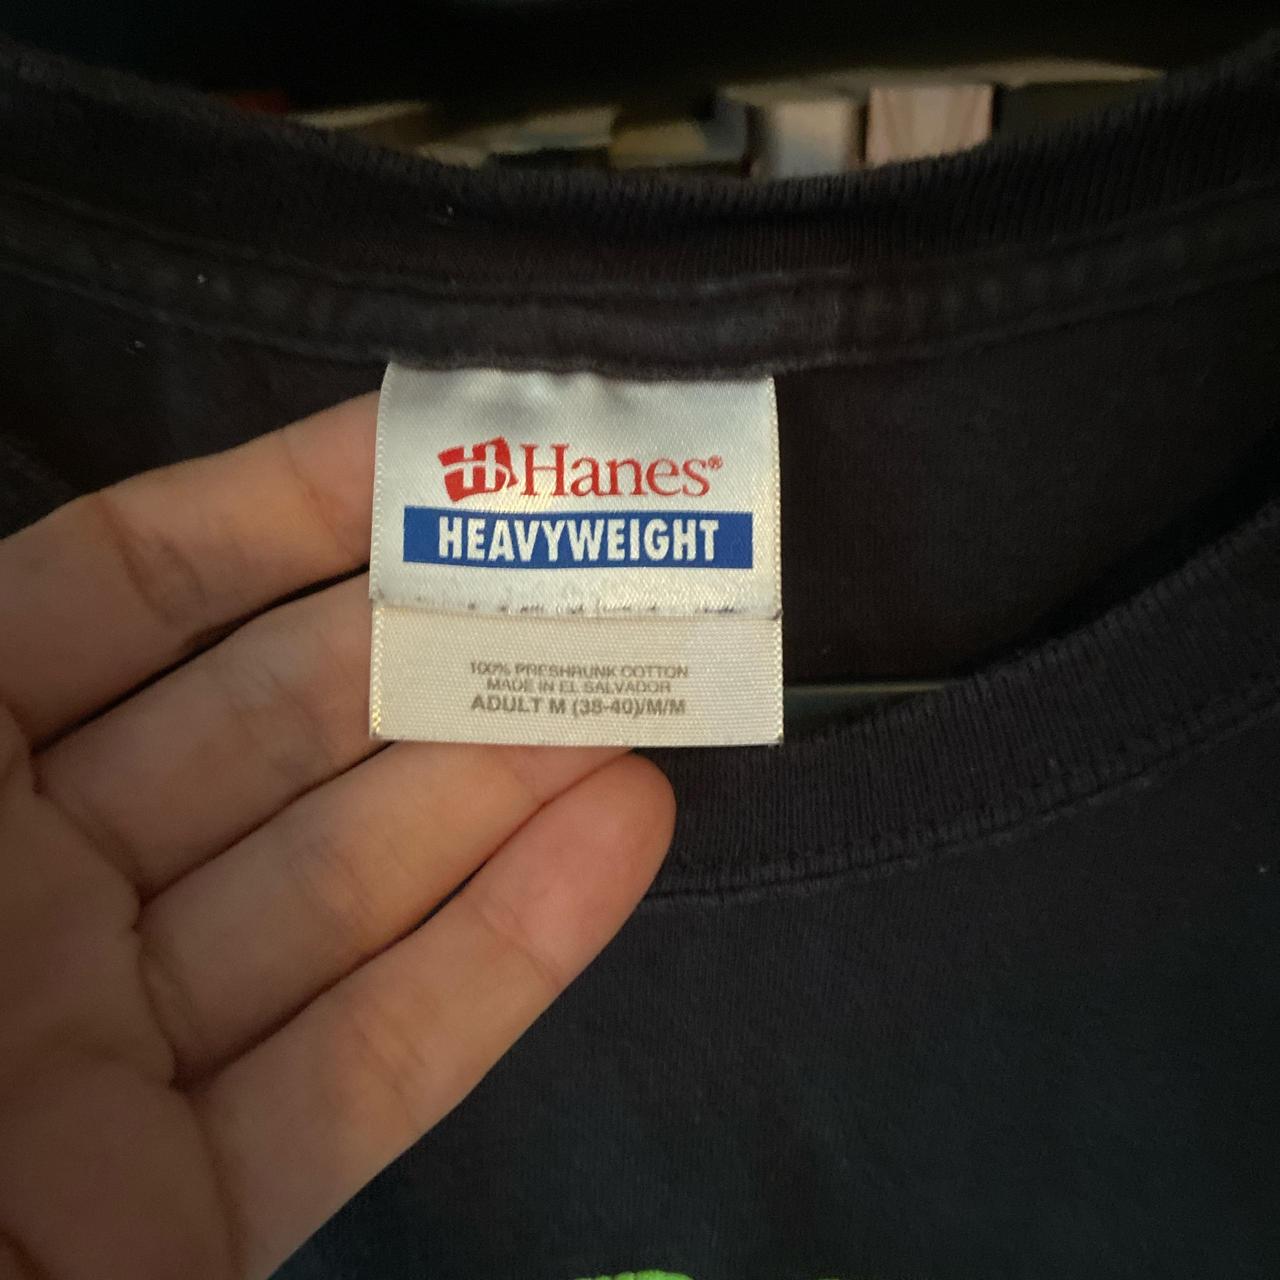 Hanes®
HEAVYWEIGHT
100% PRESHRUNK COTTON
MADE IN EL SALVADOR
ADULT M (38-40)/M/M